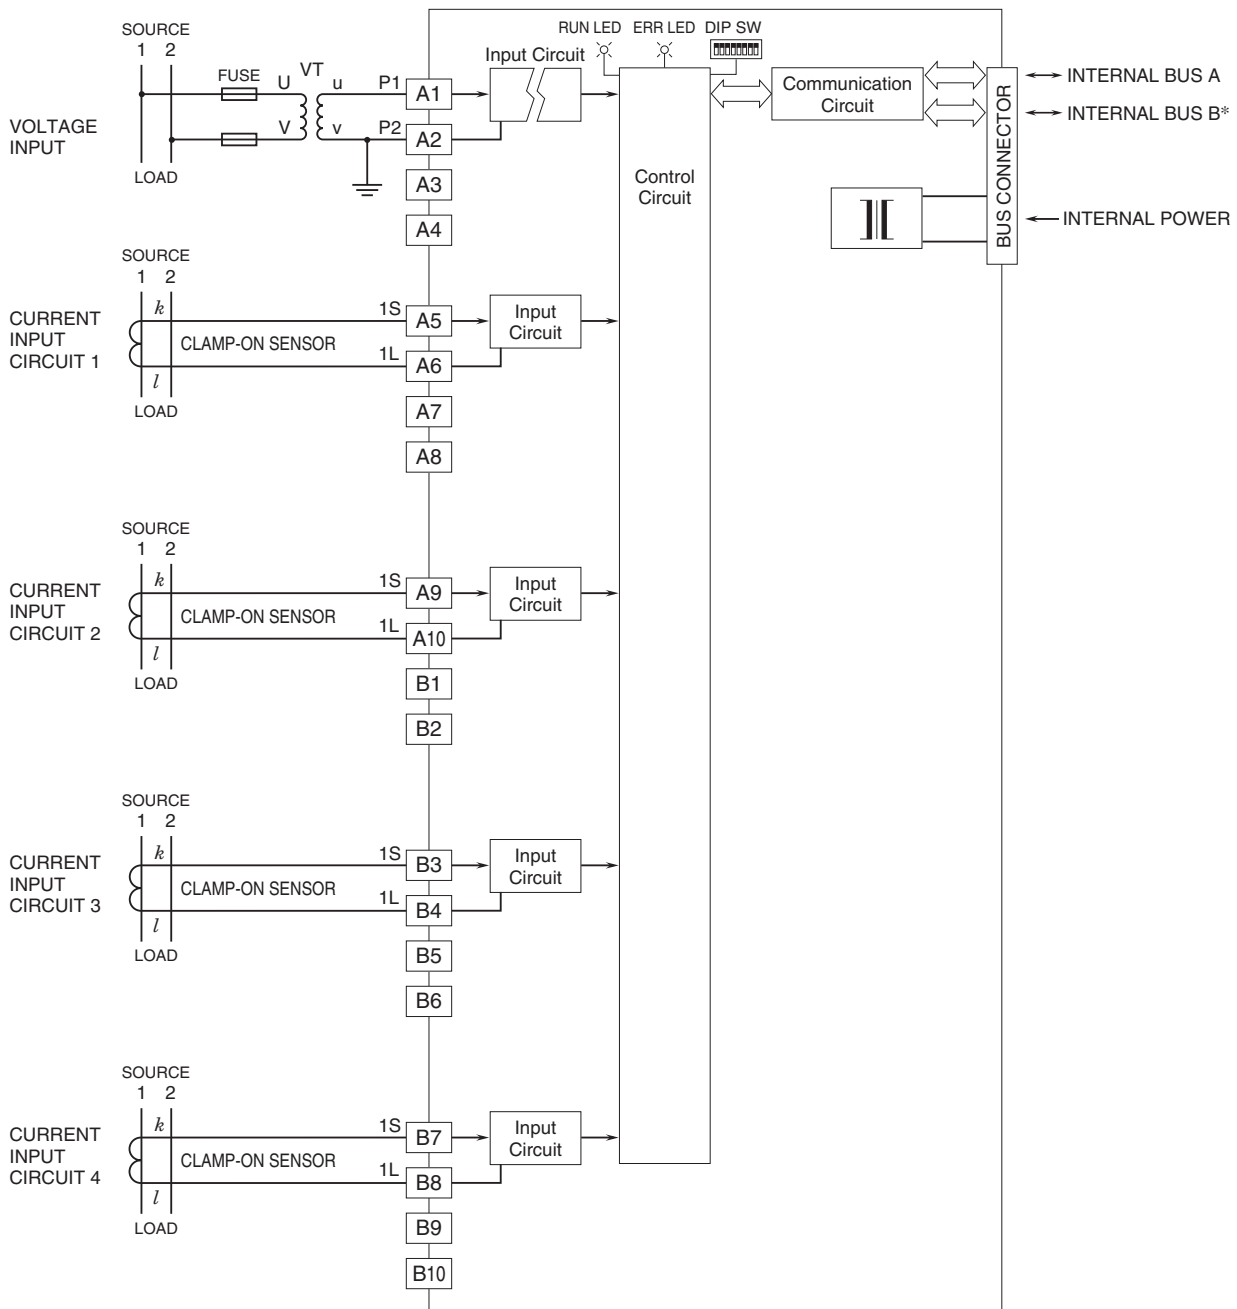 RUN LED ERR LED DIP SW
SOURCE
1 2
Input Circuit
FUSE U VT u P1 A1
Communication
Circuit
INTERNAL BUS A
INTERNAL BUS B*
VOLTAGE
INPUT
V v P2 A2
LOAD
A3
A4
Control
Circuit
BUS CONNECTOR
INTERNAL POWER
SOURCE
1 2
CURRENT
INPUT
CIRCUIT 1
k
CLAMP-ON SENSOR
l
LOAD
1S A5
1L A6
Input
Circuit
A7
A8
SOURCE
1 2
CURRENT
INPUT
CIRCUIT 2
k
CLAMP-ON SENSOR
l
LOAD
1S A9
1L A10
Input
Circuit
B1
B2
SOURCE
1 2
CURRENT
INPUT
CIRCUIT 3
k
CLAMP-ON SENSOR
l
LOAD
1S B3
1L B4
Input
Circuit
B5
B6
SOURCE
1 2
CURRENT
INPUT
CIRCUIT 4
k
CLAMP-ON SENSOR
l
LOAD
1S B7
1L B8
Input
Circuit
B9
B10